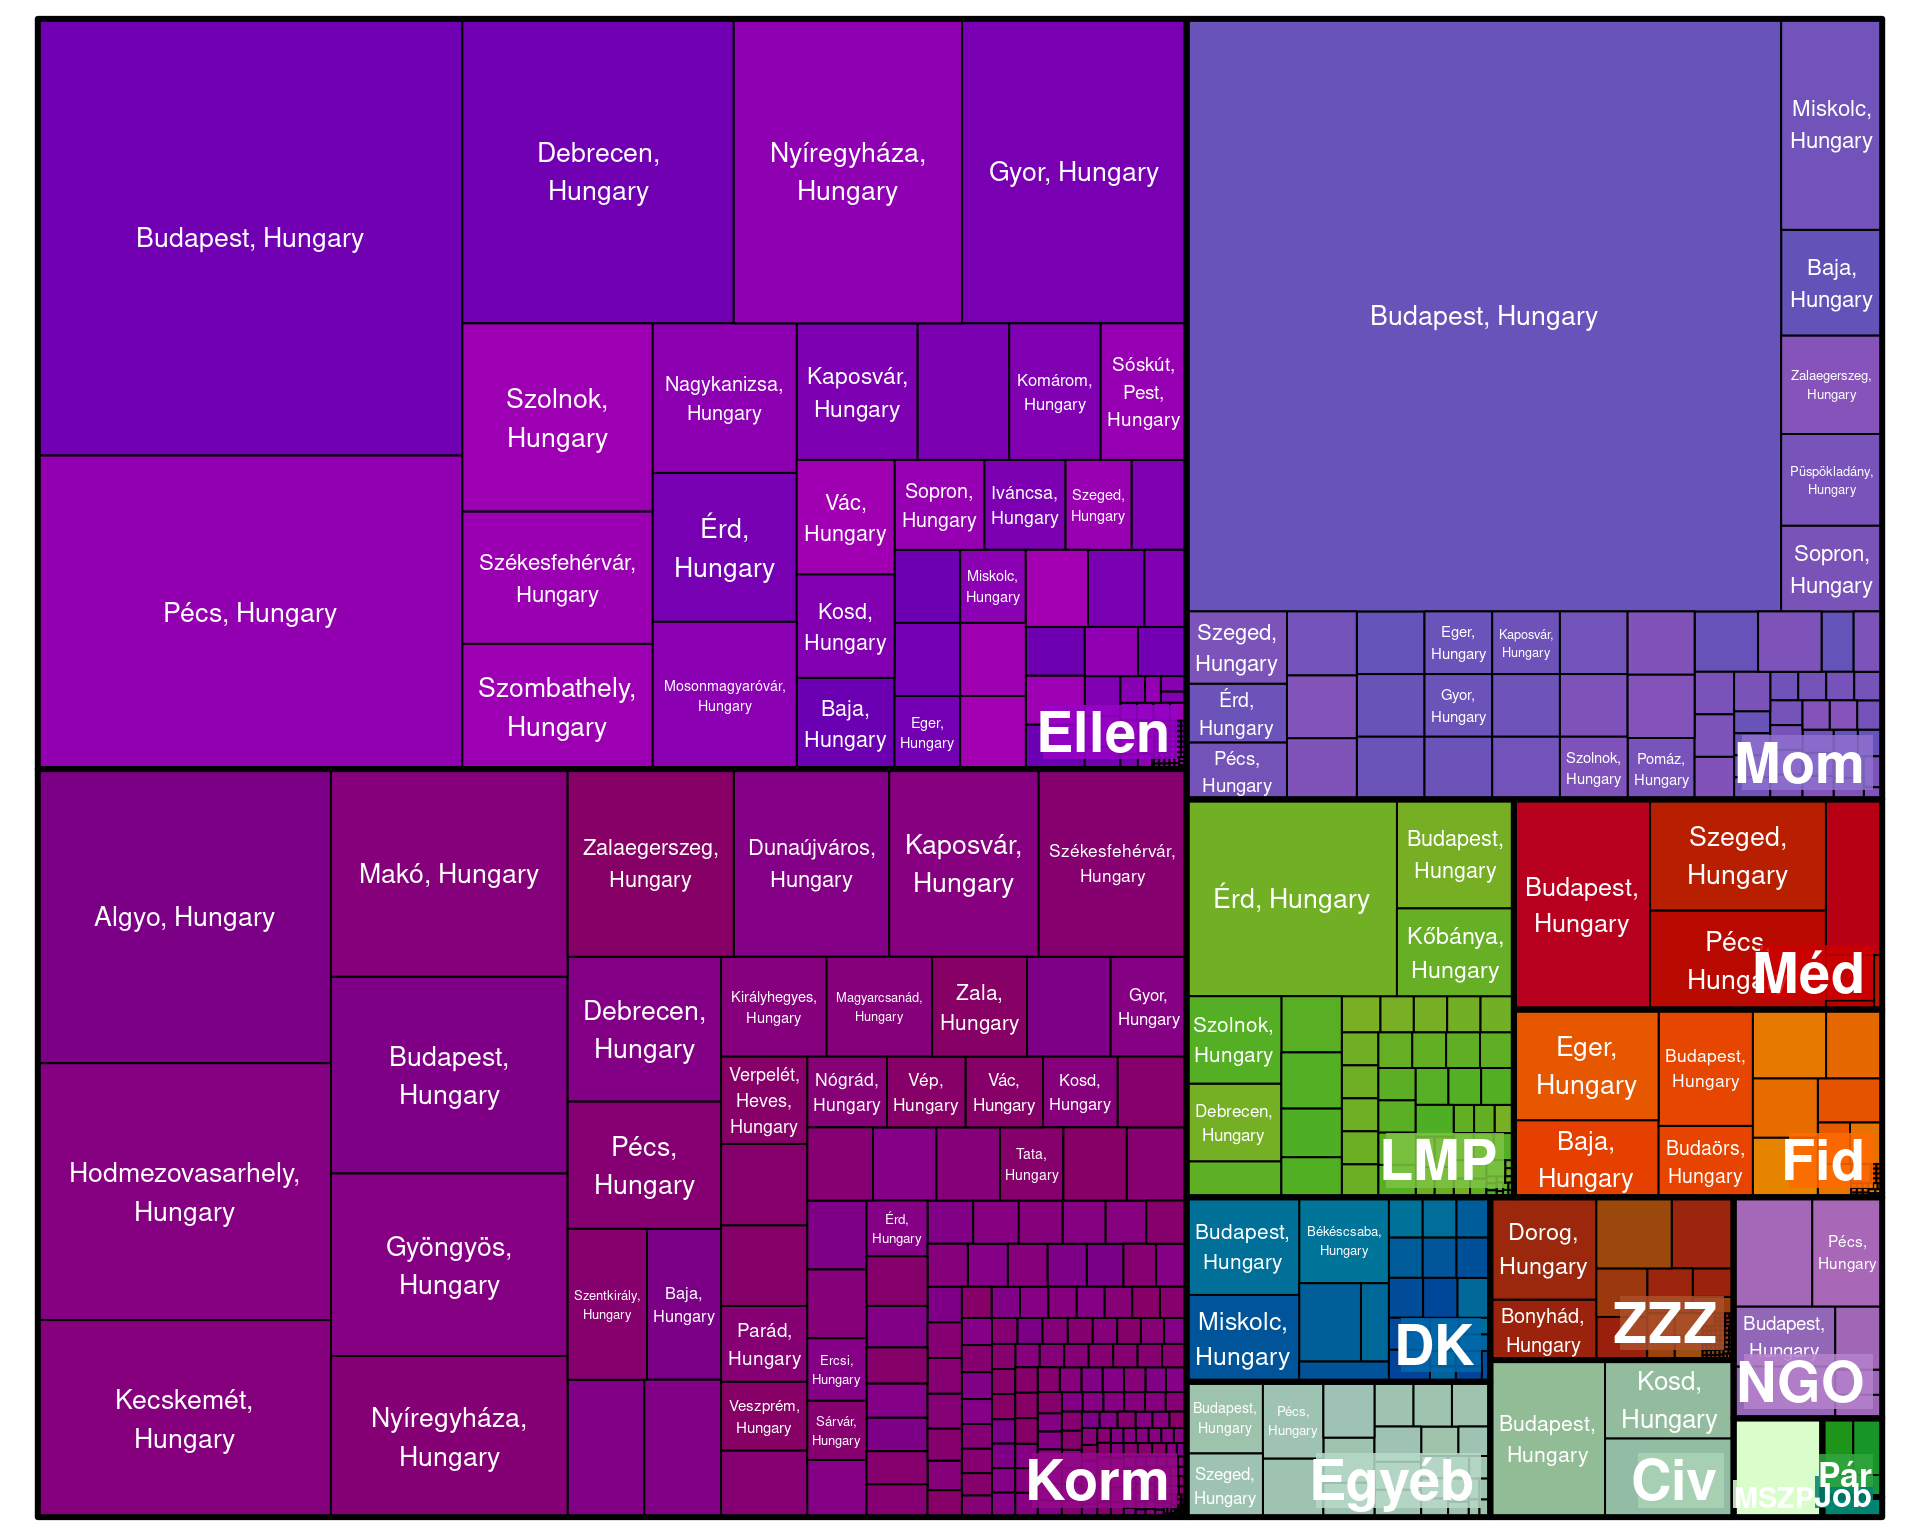 Budapest, Hungary
Debrecen,
Hungary
Nyíregyháza,
Hungary
Gyor, Hungary
Pécs, Hungary
Szolnok,
Hungary
Székesfehérvár,
Hungary
Szombathely,
Hungary
Nagykanizsa,
Hungary
Érd,
Hungary
Mosonmagyaróvár,
Hungary
Kaposvár,
Hungary
Komárom,
Hungary
Sóskút,
Pest,
Hungary
Vác,
Hungary
Sopron,
Hungary
Iváncsa,
Hungary
Szeged,
Hungary
Kosd,
Hungary
Miskolc,
Hungary
Baja,
Hungary
Eger,
Hungary
Ellen
Budapest, Hungary
Miskolc,
Hungary
Baja,
Hungary
Zalaegerszeg,
Hungary
Püspökladány,
Hungary
Sopron,
Hungary
Szeged,
Hungary
Érd,
Hungary
Pécs,
Hungary
Eger,
Hungary
Kaposvár,
Hungary
Gyor,
Hungary
Szolnok,
Hungary
Pomáz,
Hungary
Mom
Algyo, Hungary
Hodmezovasarhely,
Hungary
Kecskemét,
Hungary
Makó, Hungary
Budapest,
Hungary
Gyöngyös,
Hungary
Nyíregyháza,
Hungary
Zalaegerszeg,
Hungary
Dunaújváros,
Hungary
Kaposvár,
Hungary
Székesfehérvár,
Hungary
Debrecen,
Hungary
Pécs,
Hungary
Szentkirály,
Hungary
Baja,
Hungary
Királyhegyes,
Hungary
Magyarcsanád,
Hungary
Zala,
Hungary
Gyor,
Hungary
Verpelét,
Heves,
Hungary
Nógrád,
Hungary
Vép,
Hungary
Vác,
Hungary
Kosd,
Hungary
Tata,
Hungary
Érd,
Hungary
Parád,
Hungary
Ercsi,
Hungary
Veszprém,
Hungary
Sárvár,
Hungary
Korm
Érd, Hungary
Budapest,
Hungary
Kőbánya,
Hungary
Szolnok,
Hungary
Debrecen,
Hungary
LMP
Budapest,
Hungary
Szeged,
Hungary
Pécs,
Hunga
Méd
Eger,
Hungary
Budapest,
Hungary
Baja,
Hungary
Budaörs,
Hungary
Fid
Budapest,
Hungary
Békéscsaba,
Hungary
Miskolc,
Hungary
DK
Dorog,
Hungary
Bonyhád,
Hungary
ZZZ
Pécs,
Hungary
Budapest,
Hungary
NGO
Budapest,
Hungary
Pécs,
Hungary
Szeged,
Hungary
Egyéb
Budapest,
Hungary
Kosd,
Hungary
Civ
Pár
MSZP
Job